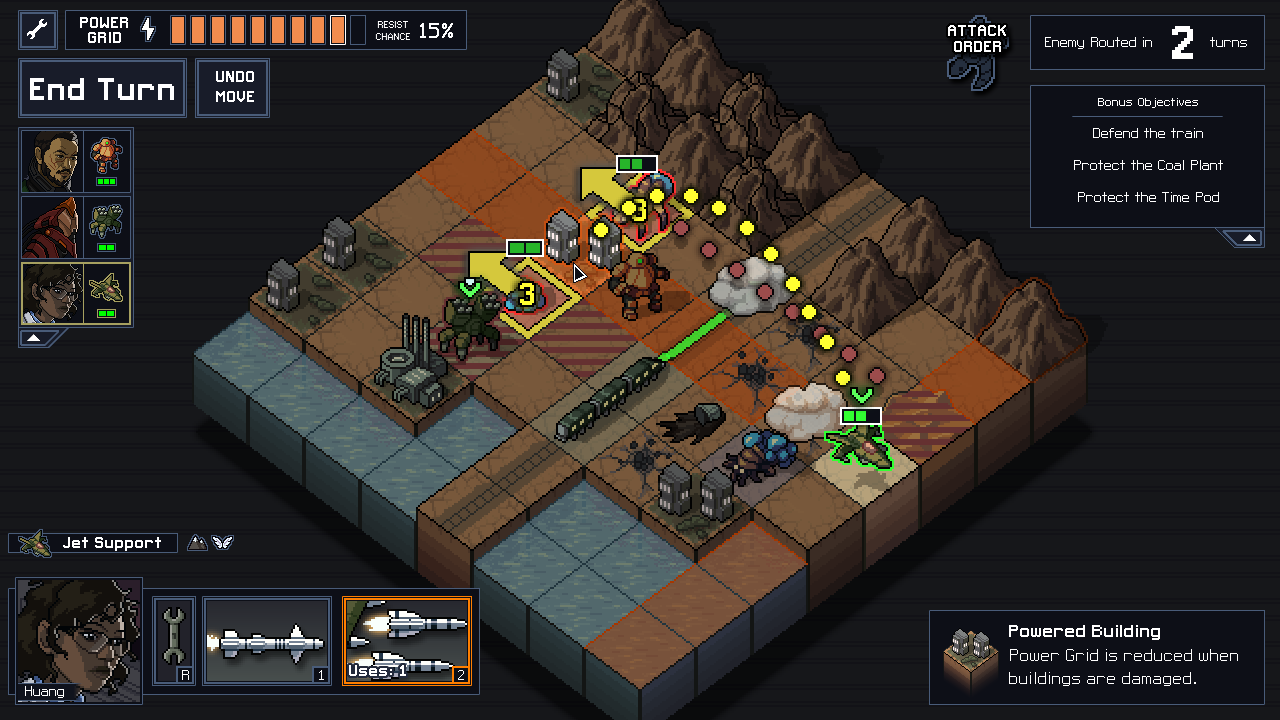 POWER
GRID
RESIST
CHANCE
15%
ATTACK
ORDER
Enemy Routed in 2 turns
End Turn
UNDO
MOVE
Bonus Objectives
Defend the train
Protect the Coal Plant
Protect the Time Pod
3
3
Jet Support
Huang
R
1
Uses: 1
2
Powered Building
Power Grid is reduced when
buildings are damaged.